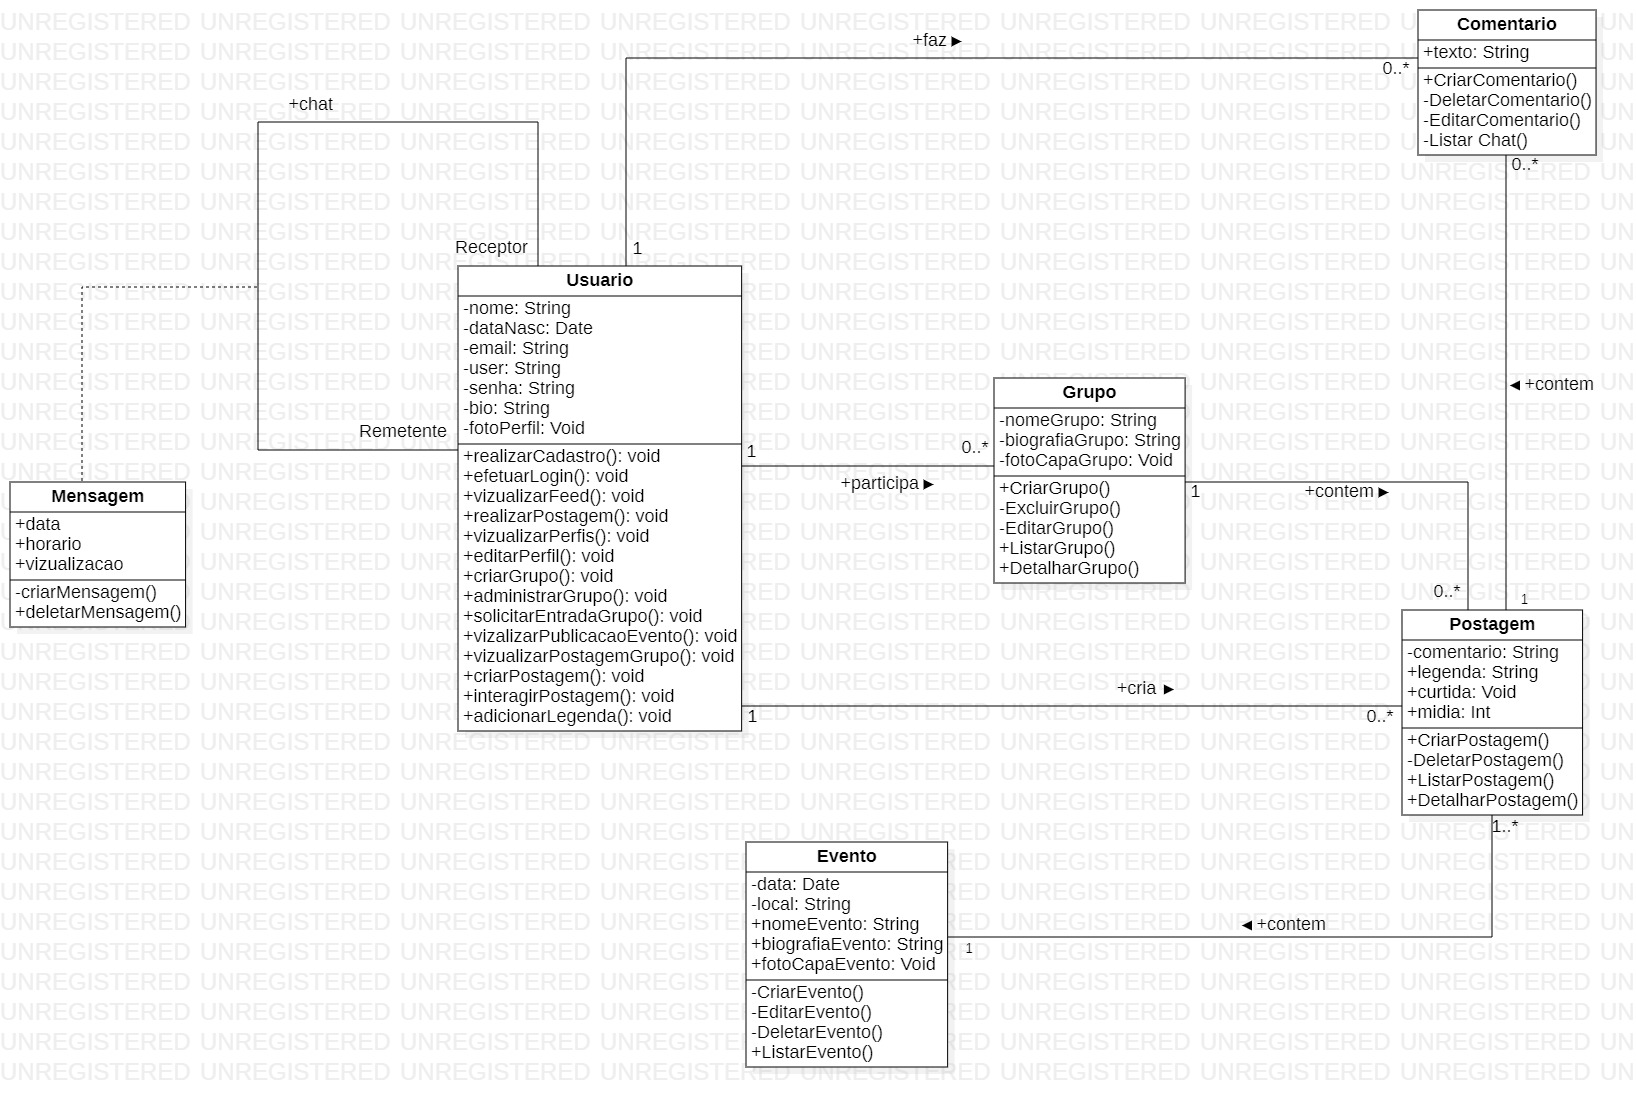 +faz ►
0..*
Comentario
+texto: String
+CriarComentario()
-DeletarComentario()
-EditarComentario()
-Listar Chat()
0..*
+chat
Receptor
1
Remetente
Usuario
-nome: String
-dataNasc: Date
-email: String
-user: String
-senha: String
-bio: String
-fotoPerfil: Void
+realizarCadastro(): void
+efetuarLogin(): void
+vizualizarFeed(): void
+realizarPostagem(): void
+vizualizarPerfis(): void
+editarPerfil(): void
+criarGrupo(): void
+administrarGrupo(): void
+solicitarEntradaGrupo(): void
+vizalizarPublicacaoEvento(): void
+vizualizarPostagemGrupo(): void
+criarPostagem(): void
+interagirPostagem(): void
+adicionarLegenda(): void
Mensagem
+data
+horario
+vizualizacao
-criarMensagem()
+deletarMensagem()
1
0..*
+participa ►
Grupo
-nomeGrupo: String
-biografiaGrupo: String
-fotoCapaGrupo: Void
+CriarGrupo()
-ExcluirGrupo()
-EditarGrupo()
+ListarGrupo()
+DetalharGrupo()
1
+contem ►
0..*
◄ +contem
1
Postagem
-comentario: String
+legenda: String
+curtida: Void
+midia: Int
+CriarPostagem()
-DeletarPostagem()
+ListarPostagem()
+DetalharPostagem()
1..*
+cria ►
1
0..*
Evento
-data: Date
-local: String
+nomeEvento: String
+biografiaEvento: String
+fotoCapaEvento: Void
-CriarEvento()
-EditarEvento()
-DeletarEvento()
+ListarEvento()
◄ +contem
1
UNREGISTERED